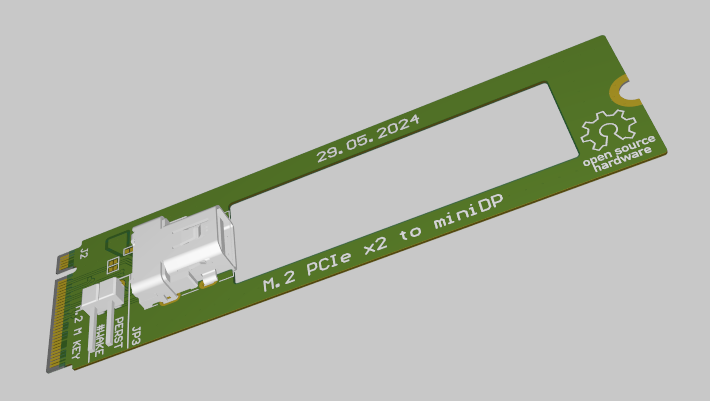 29.05.2024
open source
hardware
M.2 PCIe x2 to miniDP
J2
M.2 M KEY
#WAKE
PERST
JP3